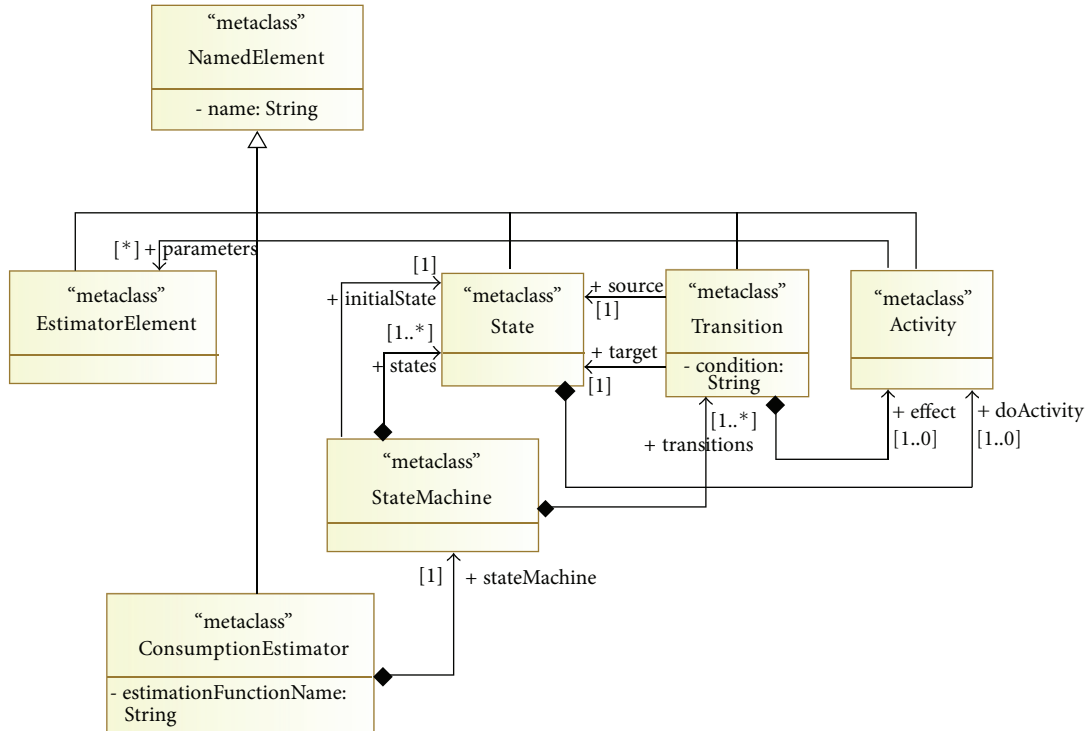 “metaclass”
NamedElement
- name: String
[*] + parameters
“metaclass”
EstimatorElement
[1]
+ initialState
[1..*]
+ states
“metaclass”
State
+ source
[1]
+ target
[1]
“metaclass”
Transition
- condition:
String
“metaclass”
Activity
+ effect
[1..0]
+ doActivity
[1..0]
[1..*]
+ transitions
“metaclass”
StateMachine
[1]
+ stateMachine
“metaclass”
ConsumptionEstimator
- estimationFunctionName:
String